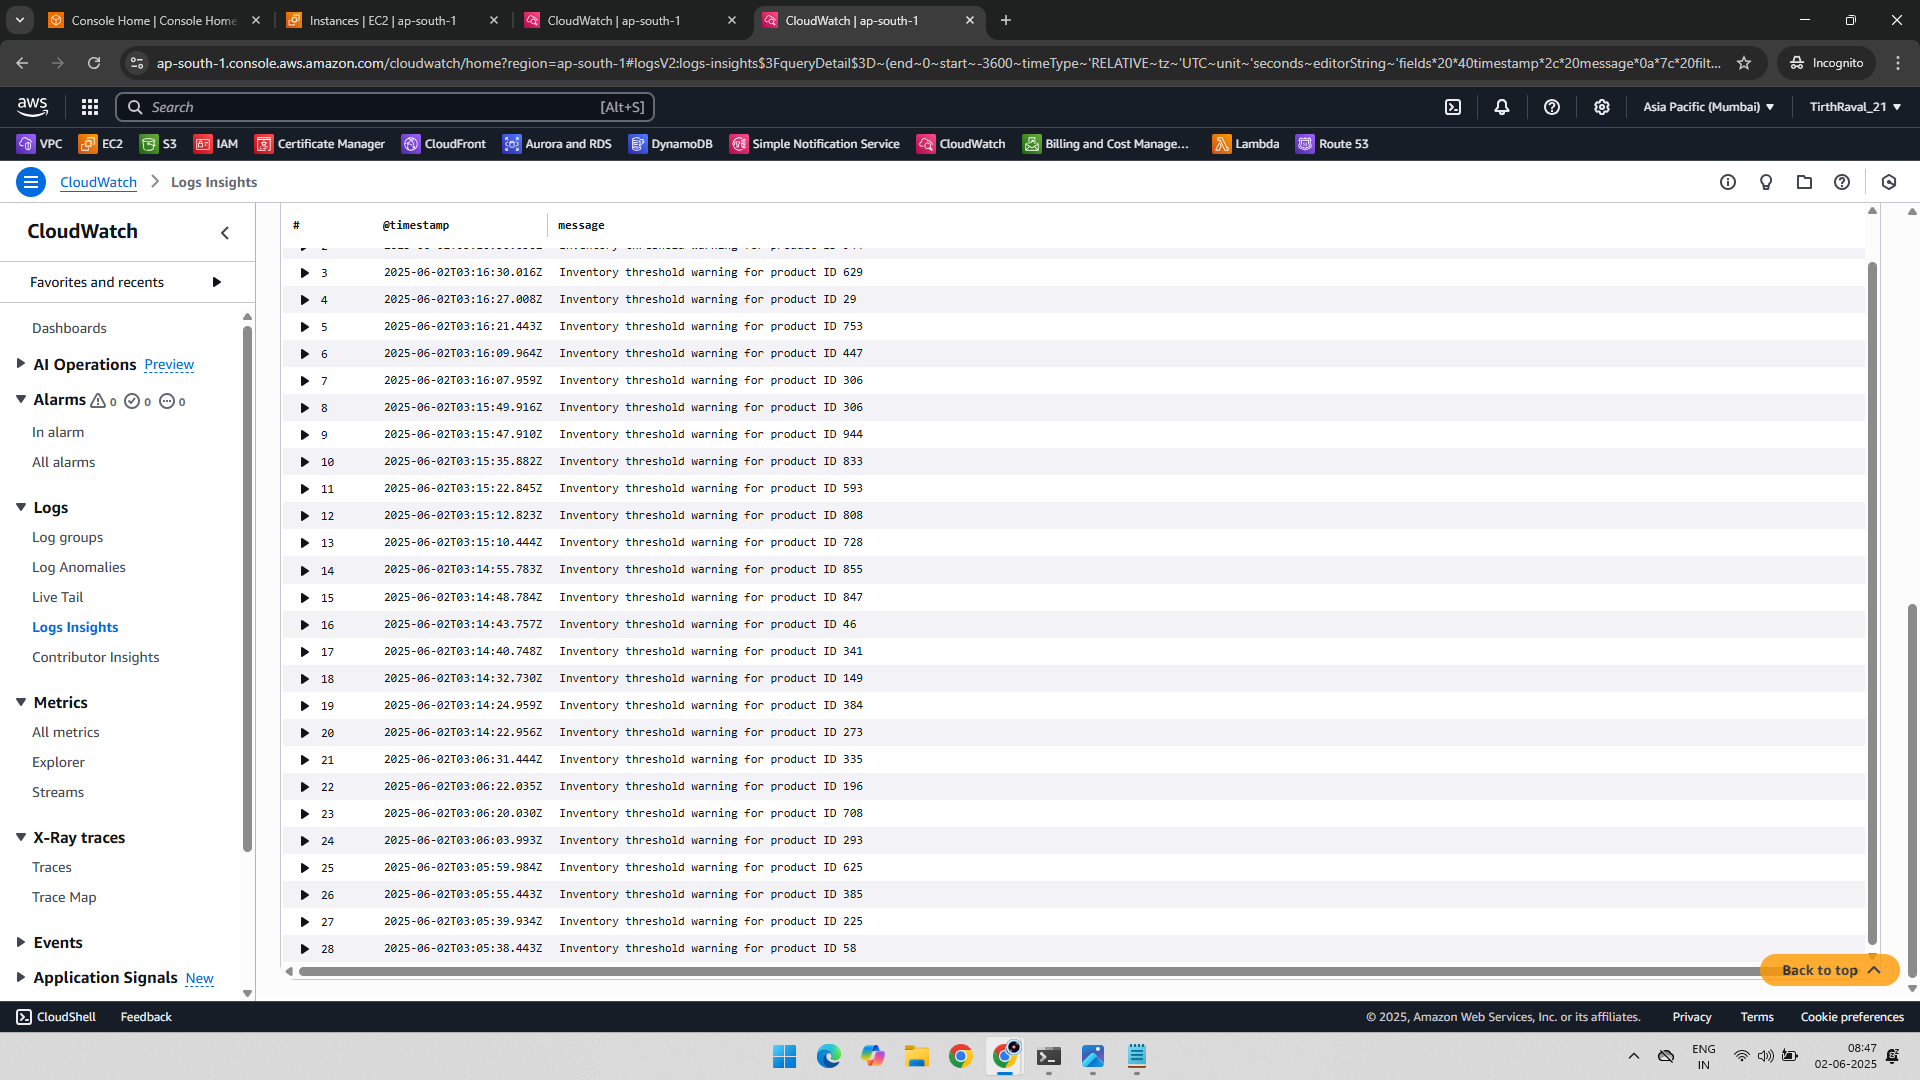 Console Home | Console Home
Instances | EC2 | ap-south-1
CloudWatch | ap-south-1
CloudWatch | ap-south-1
ap-south-1.console.aws.amazon.com/cloudwatch/home?region=ap-south-1#logsV2:logs-insights$3FqueryDetail$3D~(end~0~start~-3600~timeType~'RELATIVE~tz~'UTC~unit~'seconds~editorString~'fields*20*40timestamp*2c*20message*0a*7c*20filt...
Incognito
aws
Search
[Alt+S]
Asia Pacific (Mumbai)
TirthRaval_21
VPC
EC2
S3
IAM
Certificate Manager
CloudFront
Aurora and RDS
DynamoDB
Simple Notification Service
CloudWatch
Billing and Cost Manage...
Lambda
Route 53
CloudWatch
Logs Insights
CloudWatch
Favorites and recents
Dashboards
AI Operations Preview
Alarms 0 0 0
In alarm
All alarms
Logs
Log groups
Log Anomalies
Live Tail
Logs Insights
Contributor Insights
Metrics
All metrics
Explorer
Streams
X-Ray traces
Traces
Trace Map
Events
Application Signals New
# @timestamp message
3 2025-06-02T03:16:30.016Z Inventory threshold warning for product ID 629
4 2025-06-02T03:16:27.008Z Inventory threshold warning for product ID 29
5 2025-06-02T03:16:21.443Z Inventory threshold warning for product ID 753
6 2025-06-02T03:16:09.964Z Inventory threshold warning for product ID 447
7 2025-06-02T03:16:07.959Z Inventory threshold warning for product ID 306
8 2025-06-02T03:15:49.916Z Inventory threshold warning for product ID 306
9 2025-06-02T03:15:47.910Z Inventory threshold warning for product ID 944
10 2025-06-02T03:15:35.882Z Inventory threshold warning for product ID 833
11 2025-06-02T03:15:22.845Z Inventory threshold warning for product ID 593
12 2025-06-02T03:15:12.823Z Inventory threshold warning for product ID 808
13 2025-06-02T03:15:10.444Z Inventory threshold warning for product ID 728
14 2025-06-02T03:14:55.783Z Inventory threshold warning for product ID 855
15 2025-06-02T03:14:48.784Z Inventory threshold warning for product ID 847
16 2025-06-02T03:14:43.757Z Inventory threshold warning for product ID 46
17 2025-06-02T03:14:40.748Z Inventory threshold warning for product ID 341
18 2025-06-02T03:14:32.730Z Inventory threshold warning for product ID 149
19 2025-06-02T03:14:24.959Z Inventory threshold warning for product ID 384
20 2025-06-02T03:14:22.956Z Inventory threshold warning for product ID 273
21 2025-06-02T03:06:31.444Z Inventory threshold warning for product ID 335
22 2025-06-02T03:06:22.035Z Inventory threshold warning for product ID 196
23 2025-06-02T03:06:20.030Z Inventory threshold warning for product ID 708
24 2025-06-02T03:06:03.993Z Inventory threshold warning for product ID 293
25 2025-06-02T03:05:59.984Z Inventory threshold warning for product ID 625
26 2025-06-02T03:05:55.443Z Inventory threshold warning for product ID 385
27 2025-06-02T03:05:39.934Z Inventory threshold warning for product ID 225
28 2025-06-02T03:05:38.443Z Inventory threshold warning for product ID 58
Back to top
CloudShell
Feedback
© 2025, Amazon Web Services, Inc. or its affiliates.
Privacy
Terms
Cookie preferences
ENG
IN
08:47
02-06-2025